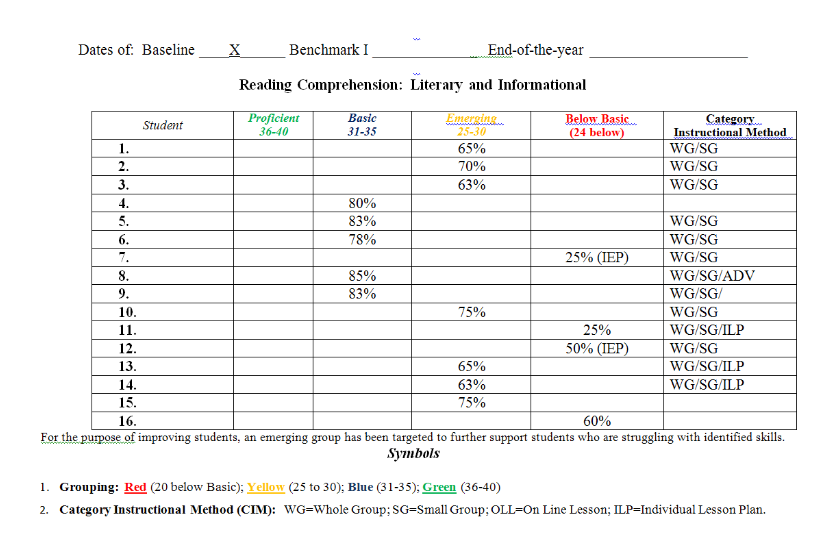 Dates of: Baseline ____X______ Benchmark I _______________ End-of-the-year ______________________
Reading Comprehension: Literary and Informational
Student Proficient 36-40 Basic 31-35 Emerging 25-30 Below Basic (24 below) Category Instructional Method
1. 65% WG/SG
2. 70% WG/SG
3. 63% WG/SG
4. 80%
5. 83% WG/SG
6. 78% WG/SG
7. 25% (IEP) WG/SG
8. 85% WG/SG/ADV
9. 83% WG/SG/
10. 75% WG/SG
11. 25% WG/SG/ILP
12. 50% (IEP) WG/SG
13. 65% WG/SG/ILP
14. 63% WG/SG/ILP
15. 75%
16. 60%
For the purpose of improving students, an emerging group has been targeted to further support students who are struggling with identified skills.
Symbols
1. Grouping: Red (20 below Basic); Yellow (25 to 30); Blue (31-35); Green (36-40)
2. Category Instructional Method (CIM): WG=Whole Group; SG=Small Group; OLL=On Line Lesson; ILP=Individual Lesson Plan.